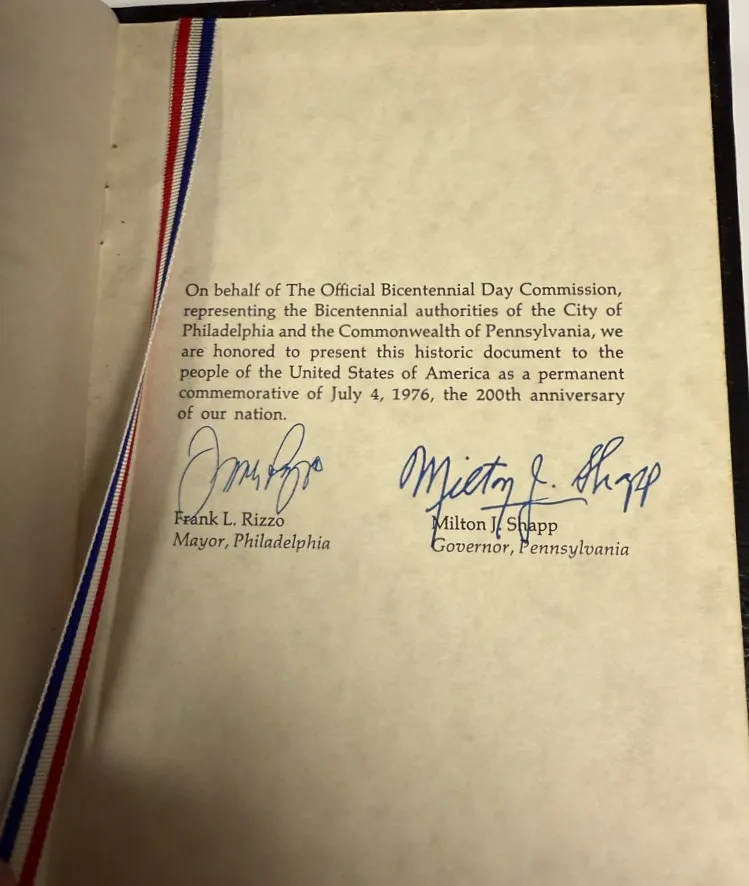 On behalf of The Official Bicentennial Day Commission,
representing the Bicentennial authorities of the City of
Philadelphia and the Commonwealth of Pennsylvania, we
are honored to present this historic document to the
people of the United States of America as a permanent
commemorative of July 4, 1976, the 200th anniversary
of our nation.
Milton J. Shapp
Frank L. Rizzo
Milton J. Shapp
Mayor, Philadelphia
Governor, Pennsylvania